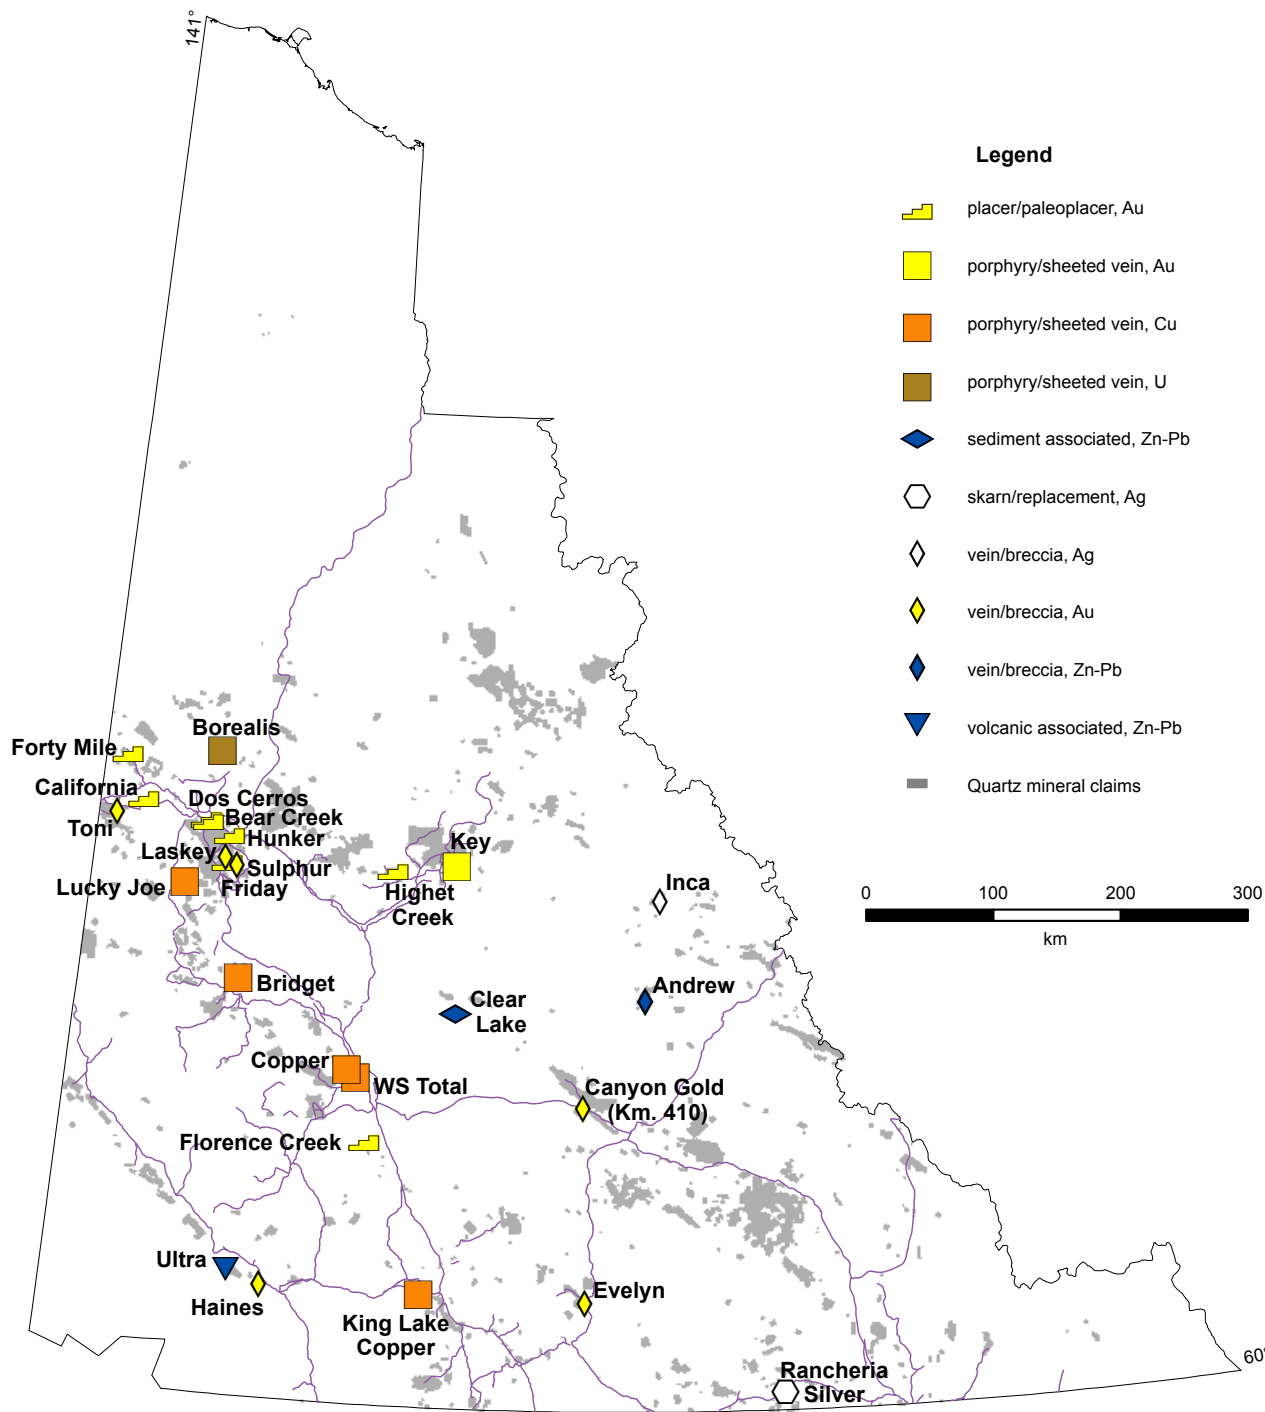 141°
Legend
placer/paleoplacer, Au
porphyry/sheeted vein, Au
porphyry/sheeted vein, Cu
porphyry/sheeted vein, U
sediment associated, Zn-Pb
skarn/replacement, Ag
vein/breccia, Ag
vein/breccia, Au
vein/breccia, Zn-Pb
volcanic associated, Zn-Pb
Quartz mineral claims
0 100 200 300
km
Borealis
Forty Mile
California
Toni
Dos Cerros
Bear Creek
Hunker
Laskey
Sulphur
Friday
Lucky Joe
Key
Highet
Creek
Inca
Bridget
Clear
Lake
Andrew
Copper
WS Total
Canyon Gold
(Km. 410)
Florence Creek
Ultra
Haines
King Lake
Copper
Evelyn
Rancheria
Silver
60°